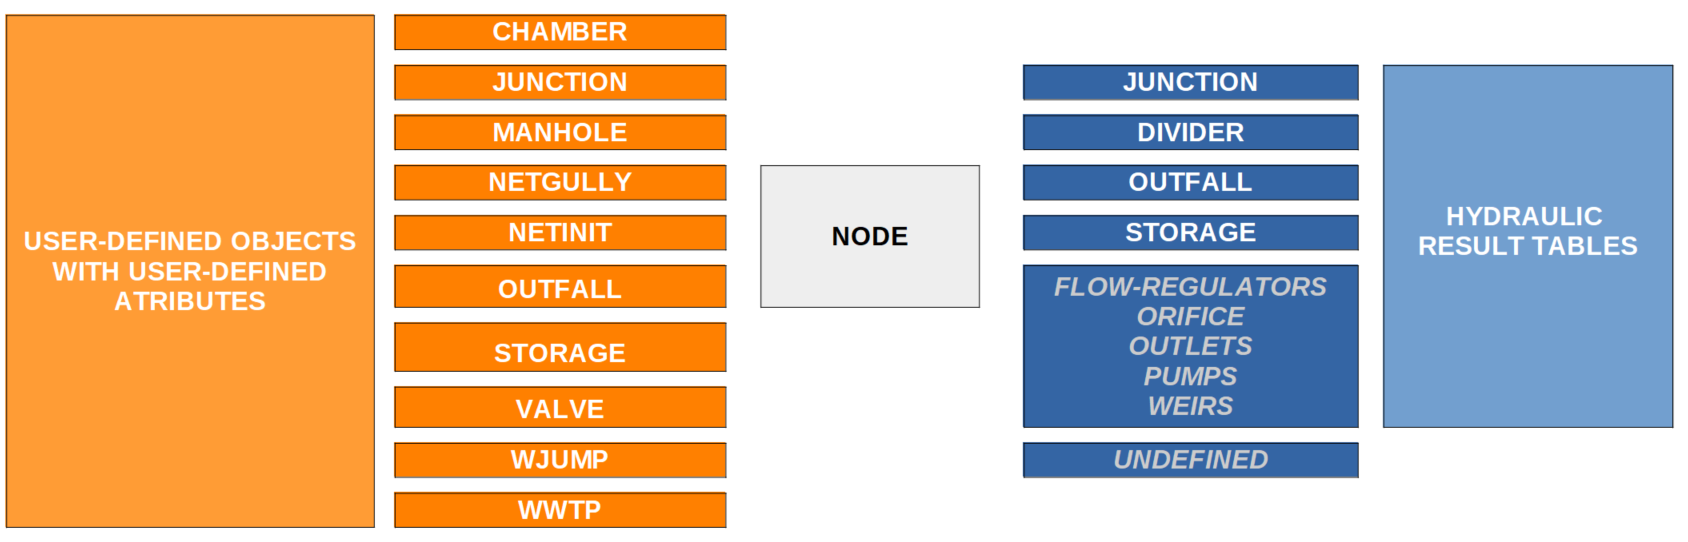 USER-DEFINED OBJECTS
WITH USER-DEFINED
ATRIBUTES
CHAMBER
JUNCTION
MANHOLE
NETGULLY
NETINIT
OUTFALL
STORAGE
VALVE
WJUMP
WWTP
NODE
JUNCTION
DIVIDER
OUTFALL
STORAGE
FLOW-REGULATORS
ORIFICE
OUTLETS
PUMPS
WEIRS
UNDEFINED
HYDRAULIC
RESULT TABLES